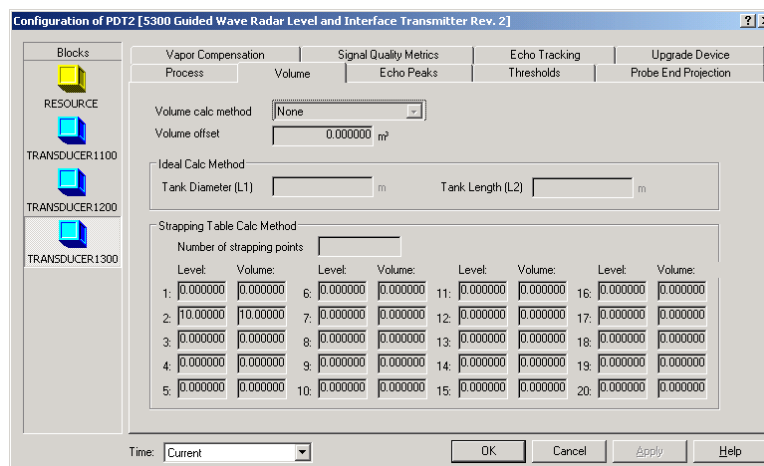 Configuration of PDT2 [5300 Guided Wave Radar Level and Interface Transmitter Rev. 2]
Blocks
RESOURCE
TRANSDUCER1100
TRANSDUCER1200
TRANSDUCER1300
Vapor Compensation Signal Quality Metrics Echo Tracking Upgrade Device
Process Volume Echo Peaks Thresholds Probe End Projection
Volume calc method None
Volume offset 0.000000 m³
Ideal Calc Method
Tank Diameter (L1) m Tank Length (L2) m
Strapping Table Calc Method
Number of strapping points
Level: Volume: Level: Volume: Level: Volume: Level: Volume:
1: 0.000000 0.000000 6: 0.000000 0.000000 11: 0.000000 0.000000 16: 0.000000 0.000000
2: 10.00000 10.00000 7: 0.000000 0.000000 12: 0.000000 0.000000 17: 0.000000 0.000000
3: 0.000000 0.000000 8: 0.000000 0.000000 13: 0.000000 0.000000 18: 0.000000 0.000000
4: 0.000000 0.000000 9: 0.000000 0.000000 14: 0.000000 0.000000 19: 0.000000 0.000000
5: 0.000000 0.000000 10: 0.000000 0.000000 15: 0.000000 0.000000 20: 0.000000 0.000000
Time: Current OK Cancel Apply Help